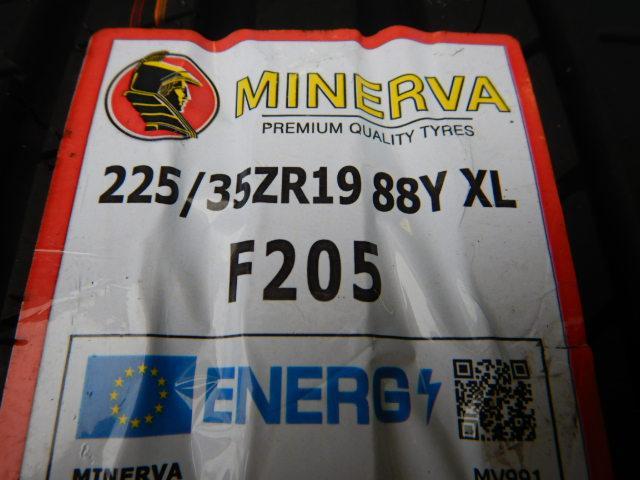 MINERVA
PREMIUM QUALITY TYRES
225/35ZR19 88Y XL
F205
ENERG
MINERVA MV991